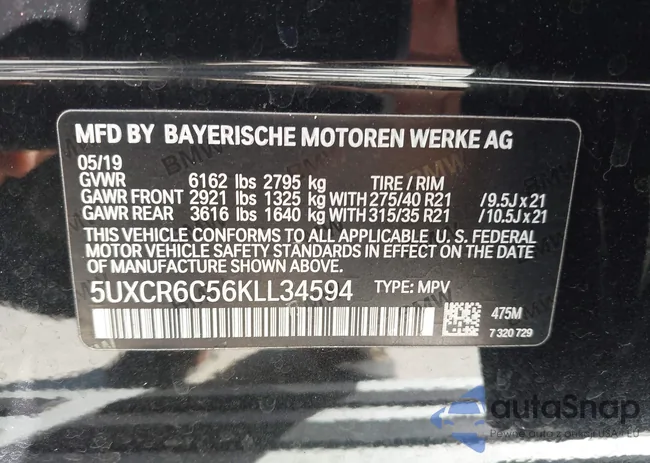 MFD BY BAYERISCHE MOTOREN WERKE AG
05/19
GVWR 6162 lbs 2795 kg TIRE / RIM
GAWR FRONT 2921 lbs 1325 kg WITH 275/40 R21 / 9.5J x 21
GAWR REAR 3616 lbs 1640 kg WITH 315/35 R21 / 10.5J x 21
THIS VEHICLE CONFORMS TO ALL APPLICABLE U. S. FEDERAL
MOTOR VEHICLE SAFETY STANDARDS IN EFFECT ON THE DATE
OF MANUFACTURE SHOWN ABOVE.
5UXCR6C56KLL34594 TYPE: MPV
475M
7 320 729
autoSnap